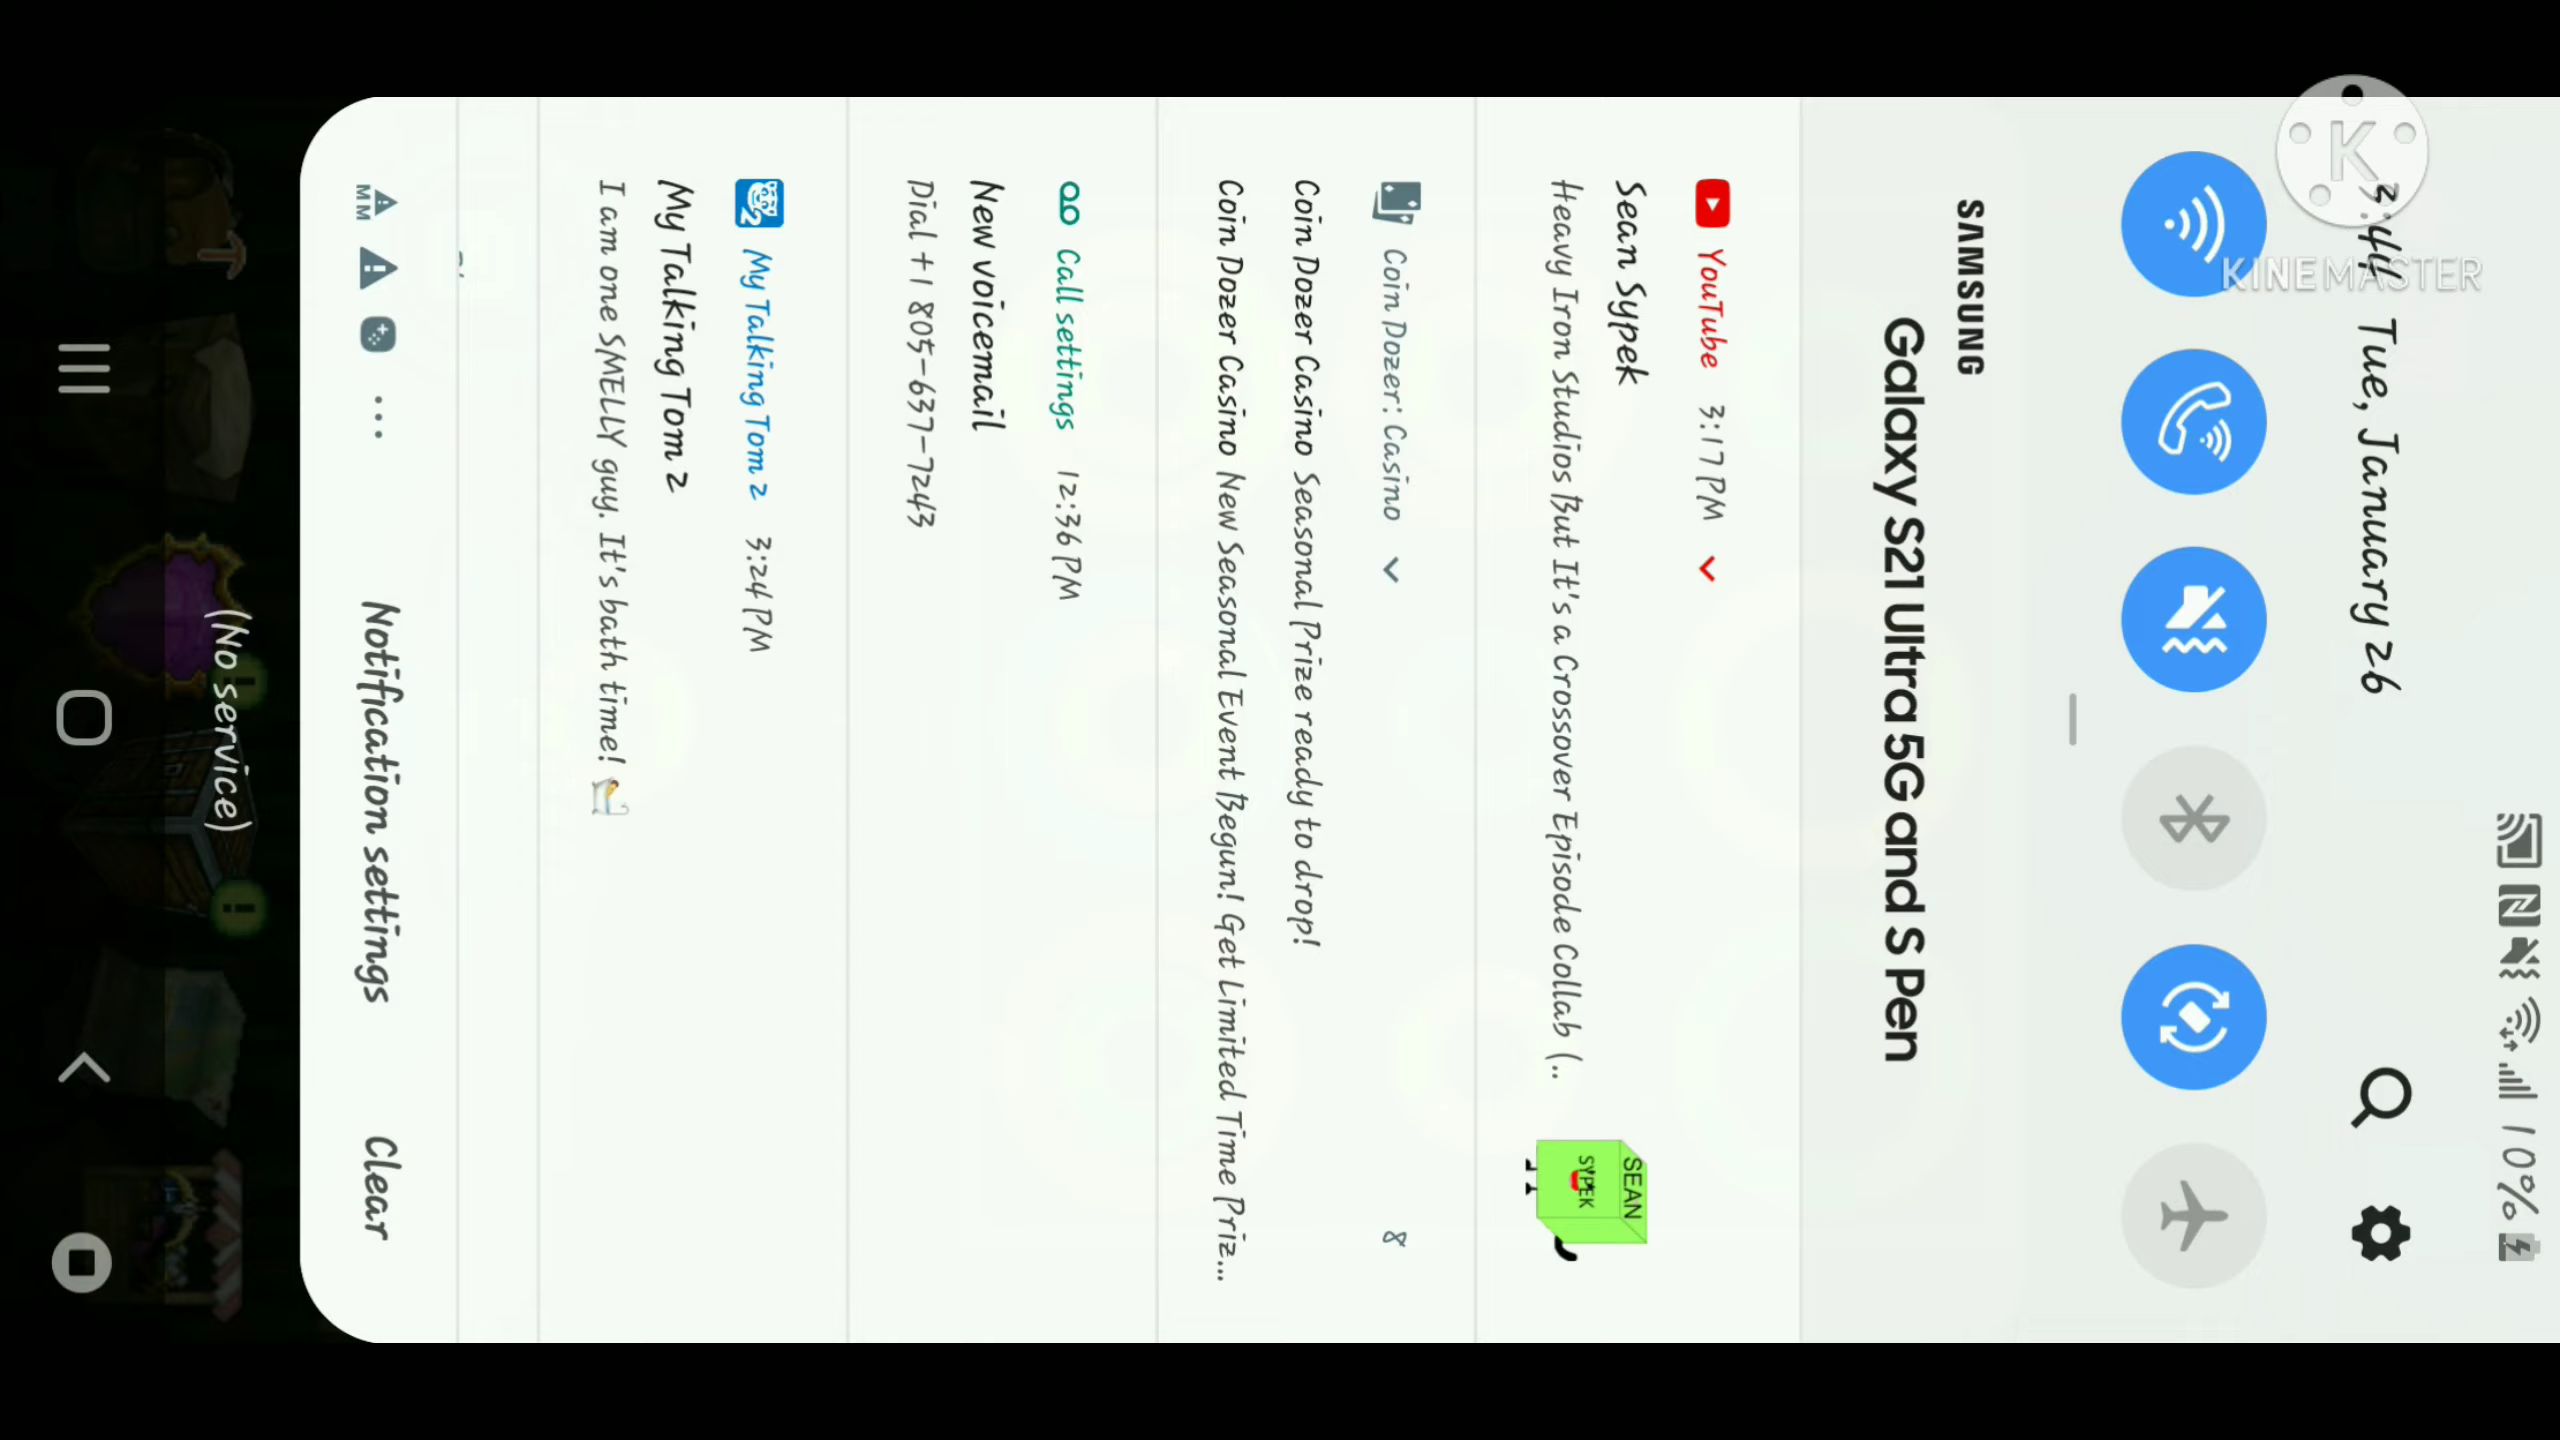 10%
3:44 Tue, January 26
K
KINEMASTER
SAMSUNG
Galaxy S21 Ultra 5G and S Pen
YouTube 3:17 PM
Sean Sypek
Heavy Iron Studios But It's a Crossover Episode Collab (..
SEAN
SYPEK
Coin Dozer: Casino
8
Coin Dozer Casino Seasonal Prize ready to drop!
Coin Dozer Casino New Seasonal Event Begun! Get Limited Time Priz...
Call settings 12:36 PM
New voicemail
Dial +1 805-637-7243
2 My Talking Tom 2 3:24 PM
My Talking Tom 2
I am one SMELLY guy. It's bath time! 🛀
MM ... Notification settings Clear
(No service)